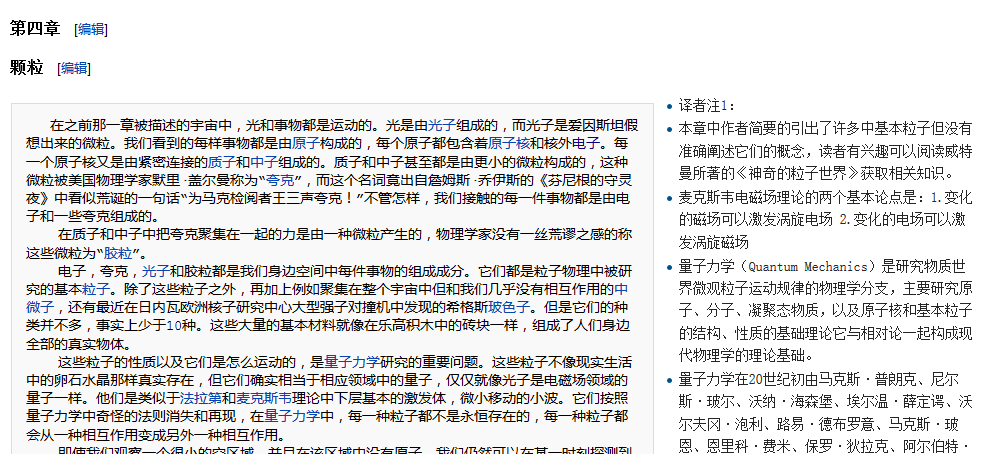 第四章 [编辑]
颗粒 [编辑]
在之前那一章被描述的宇宙中，光和事物都是运动的。光是由光子组成的，而光子是爱因斯坦假
想出来的微粒。我们看到的每样事物都是由原子构成的，每个原子都包含着原子核和核外电子。每
一个原子核又是由紧密连接的质子和中子组成的。质子和中子甚至都是由更小的微粒构成的，这种
微粒被美国物理学家默里·盖尔曼称为“夸克”，而这个名词竟出自詹姆斯·乔伊斯的《芬尼根的守灵
夜》中看似荒诞的一句话“为马克检阅者王三声夸克！”不管怎样，我们接触的每一件事物都是由电
子和一些夸克组成的。
在质子和中子中把夸克聚集在一起的力是由一种微粒产生的，物理学家没有一丝荒谬之感的称
这些微粒为“胶粒”。
电子，夸克，光子和胶粒都是我们身边空间中每件事物的组成成分。它们都是粒子物理中被研
究的基本粒子。除了这些粒子之外，再加上例如聚集在整个宇宙中但和我们几乎没有相互作用的中
微子，还有最近在日内瓦欧洲核子研究中心大型强子对撞机中发现的希格斯玻色子。但是它们的种
类并不多，事实上少于10种。这些大量的基本材料就像在乐高积木中的砖块一样，组成了人们身边
全部的真实物体。
这些粒子的性质以及它们是怎么运动的，是量子力学研究的重要问题。这些粒子不像现实生活
中的卵石水晶那样真实存在，但它们确实相当于相应领域中的量子，仅仅就像光子是电磁场领域的
量子一样。他们是类似于法拉第和麦克斯韦理论中下层基本的激发体，微小移动的小波。它们按照
量子力学中奇怪的法则消失和再现，在量子力学中，每一种粒子都不是永恒存在的，每一种粒子都
会从一种相互作用变成另外一种相互作用。
即使我们观察一个很小的空区域，并且在该区域中没有原子，我们仍然可以在某一时刻探测到
译者注1：
本章中作者简要的引出了许多中基本粒子但没有
准确阐述它们的概念，读者有兴趣可以阅读威特
曼所著的《神奇的粒子世界》获取相关知识。
麦克斯韦电磁场理论的两个基本论点是：1.变化
的磁场可以激发涡旋电场 2.变化的电场可以激
发涡旋磁场
量子力学（Quantum Mechanics）是研究物质世
界微观粒子运动规律的物理学分支，主要研究原
子、分子、凝聚态物质，以及原子核和基本粒子
的结构、性质的基础理论它与相对论一起构成现
代物理学的理论基础。
量子力学在20世纪初由马克斯·普朗克、尼尔
斯·玻尔、沃纳·海森堡、埃尔温·薛定谔、沃
尔夫冈·泡利、路易·德布罗意、马克斯·玻
恩、恩里科·费米、保罗·狄拉克、阿尔伯特·